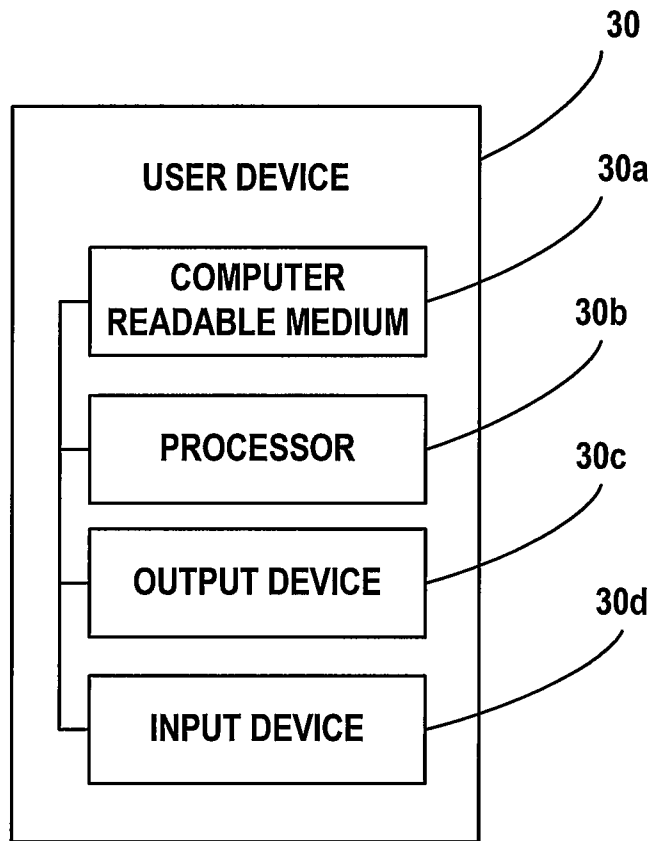 30
USER DEVICE
30a
COMPUTER
READABLE MEDIUM
30b
PROCESSOR
30c
OUTPUT DEVICE
30d
INPUT DEVICE